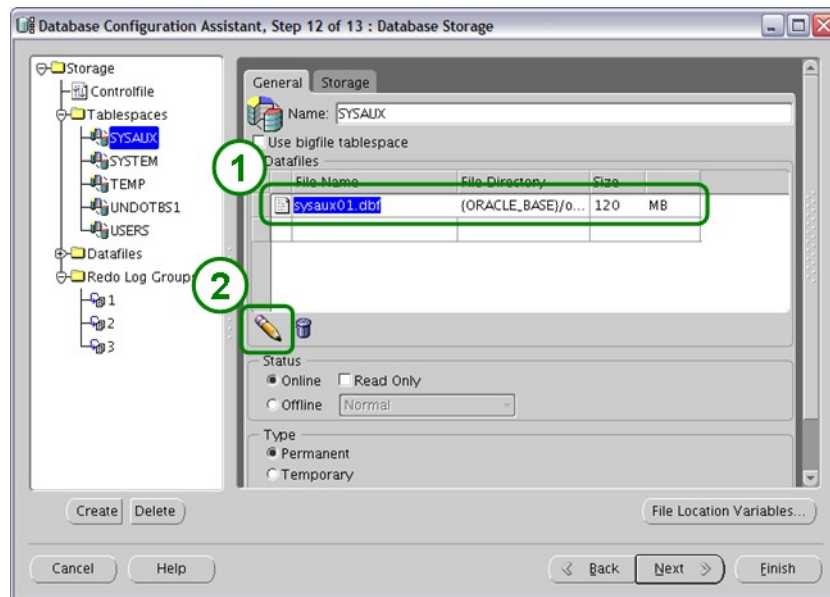 Database Configuration Assistant, Step 12 of 13 : Database Storage
Storage
Controlfile
Tablespaces
SYSAUX
SYSTEM
TEMP
UNDOTBS1
USERS
Datafiles
Redo Log Groups
1
2
3
General Storage
Name: SYSAUX
Use bigfile tablespace
1
Datafiles
File Name File Directory Size
sysaux01.dbf {ORACLE_BASE}/o... 120 MB
2
Status
Online Read Only
Offline Normal
Type
Permanent
Temporary
Create Delete File Location Variables...
Cancel Help Back Next Finish